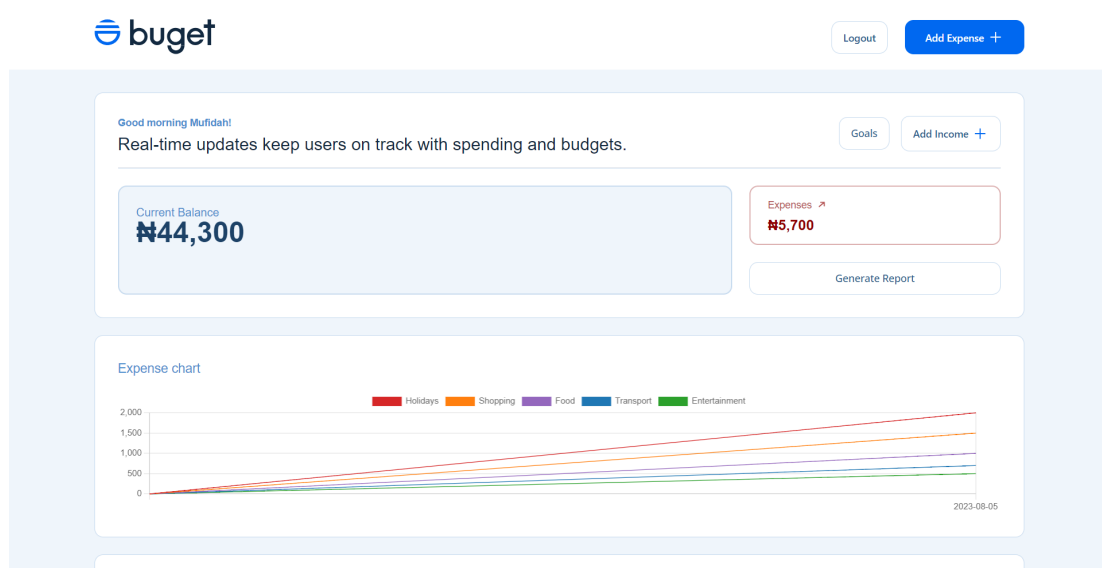 buget
Logout
Add Expense +
Good morning Mufidah!
Real-time updates keep users on track with spending and budgets.
Goals
Add Income +
Current Balance
₦44,300
Expenses ↗
₦5,700
Generate Report
Expense chart
Holidays Shopping Food Transport Entertainment
2,000
1,500
1,000
500
0
2023-08-05